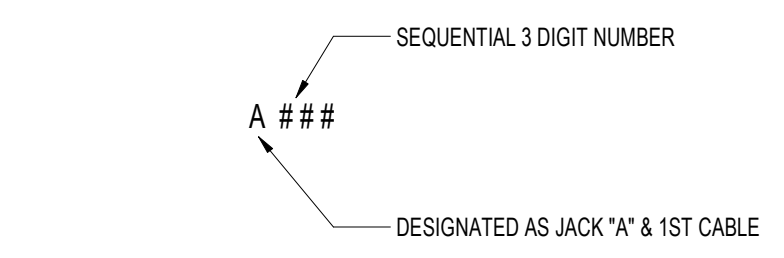 SEQUENTIAL 3 DIGIT NUMBER
A ###
DESIGNATED AS JACK "A" & 1ST CABLE